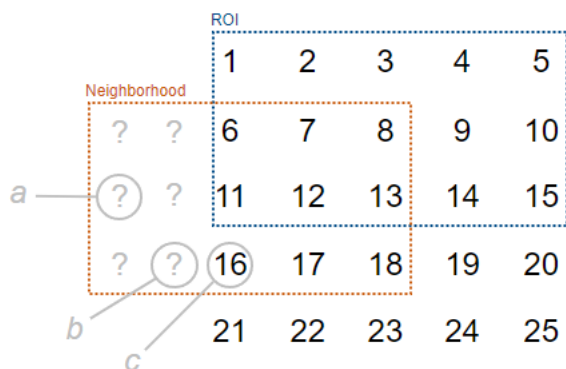 ROI
1 2 3 4 5
Neighborhood
? ? 6 7 8 9 10
a ? ? 11 12 13 14 15
? ? 16 17 18 19 20
b
21 22 23 24 25
c